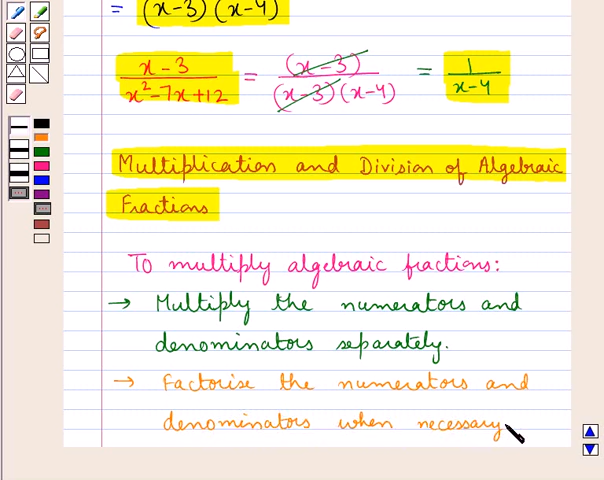 = (x-3) (x-4)
x-3 / x²-7x+12 = (x-3) / (x-3)(x-4) = 1 / x-4
Multiplication and Division of Algebraic
Fractions
To multiply algebraic fractions:
→ Multiply the numerators and
denominators separately.
→ Factorise the numerators and
denominators when necessary